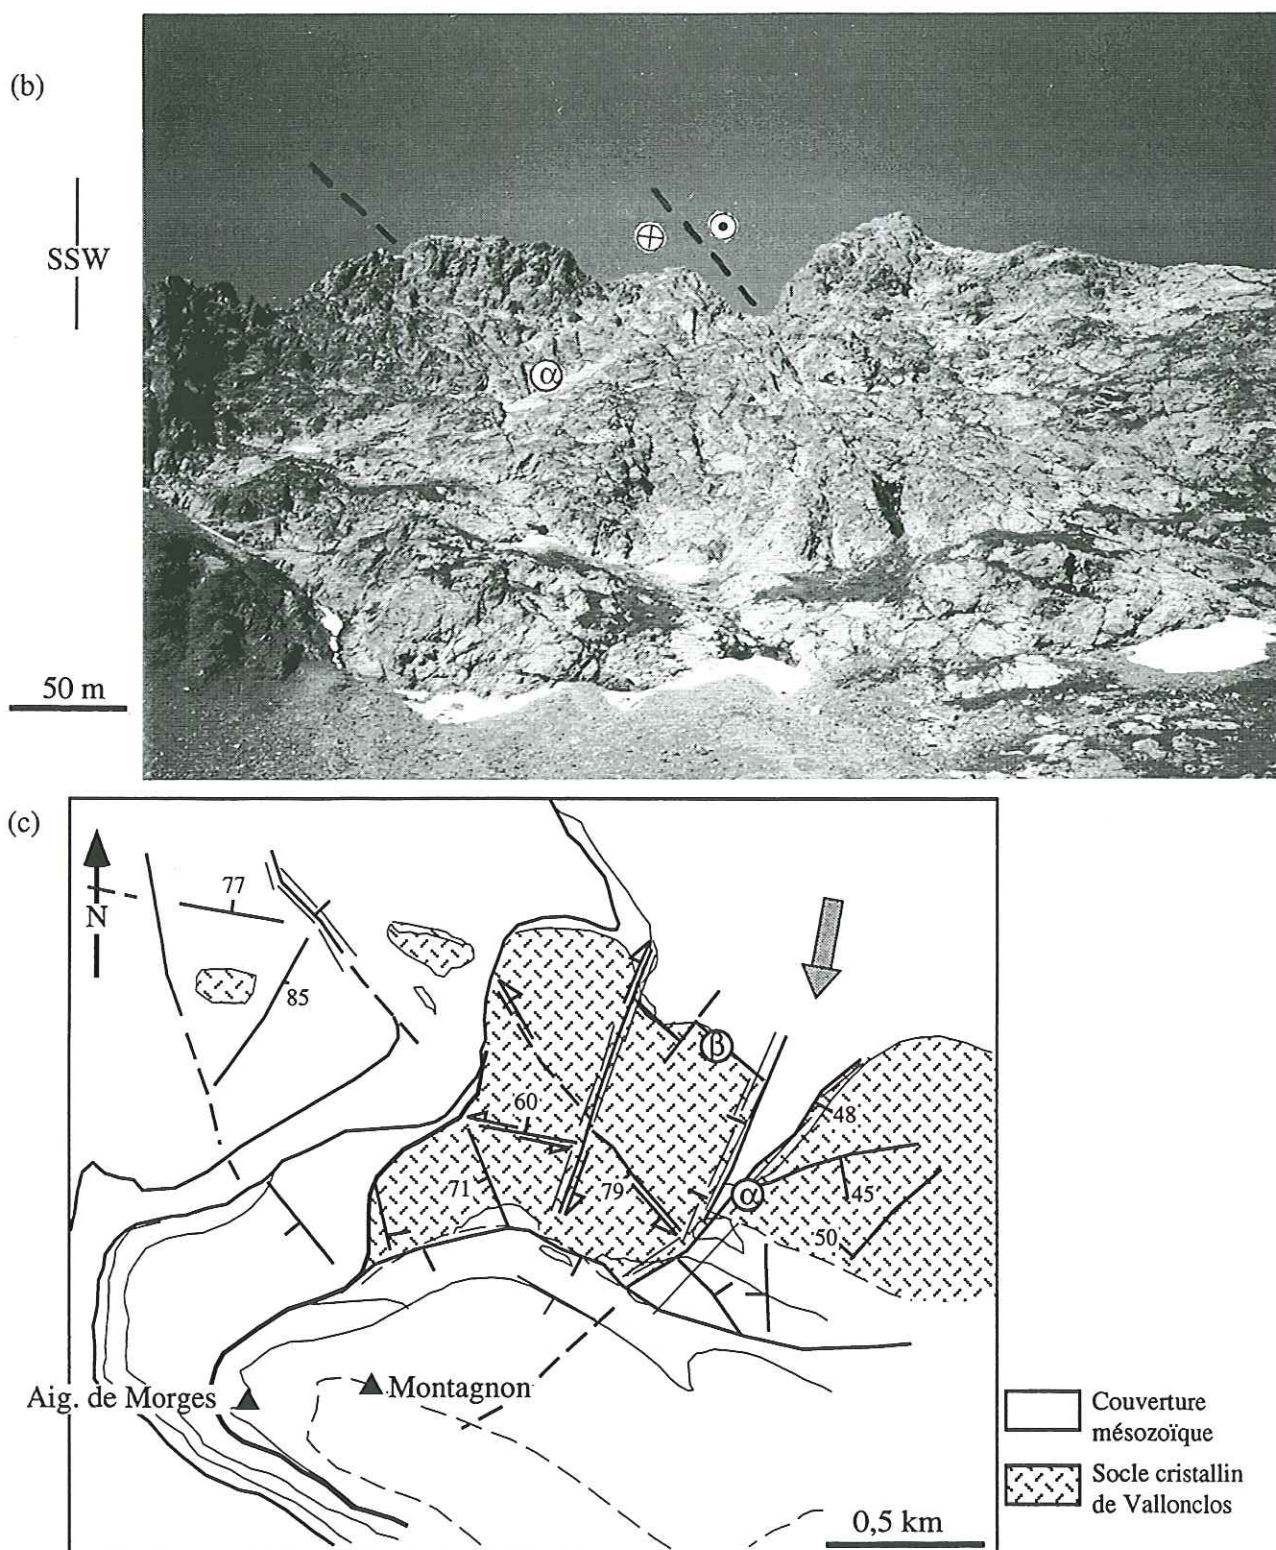 (b)
SSW
α
50 m
(c)
N
77
85
β
60
48
α
71
79
45
50
Aig. de Morges
Montagnon
Couverture
mésozoïque
Socle cristallin
de Vallonclos
0,5 km